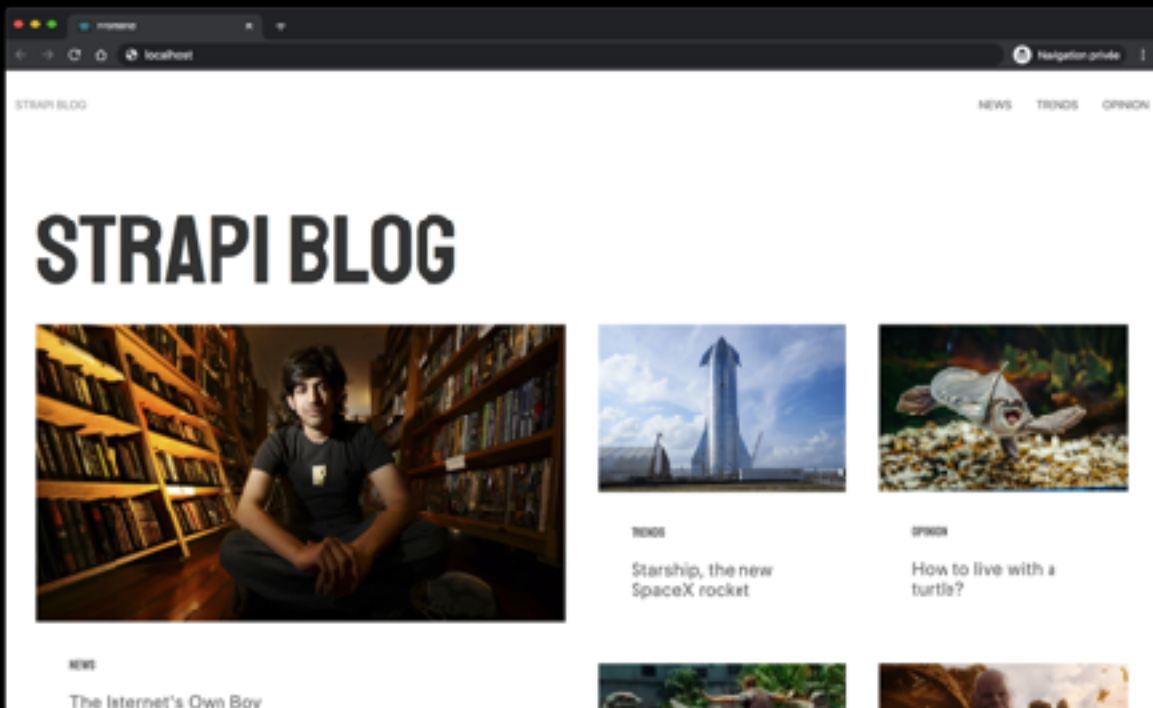 localhost
Navigation privée
STRAPI BLOG
NEWS
TRENDS
OPINION
STRAPI BLOG
TRENDS
Starship, the new
SpaceX rocket
OPINION
How to live with a
turtle?
NEWS
The Internet's Own Boy